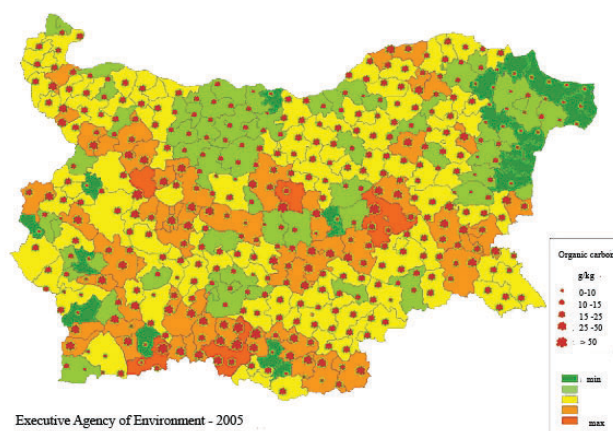 Organic carbon
g/kg
0-10
10 -15
15 -25
25 -50
> 50
min
max
Executive Agency of Environment - 2005